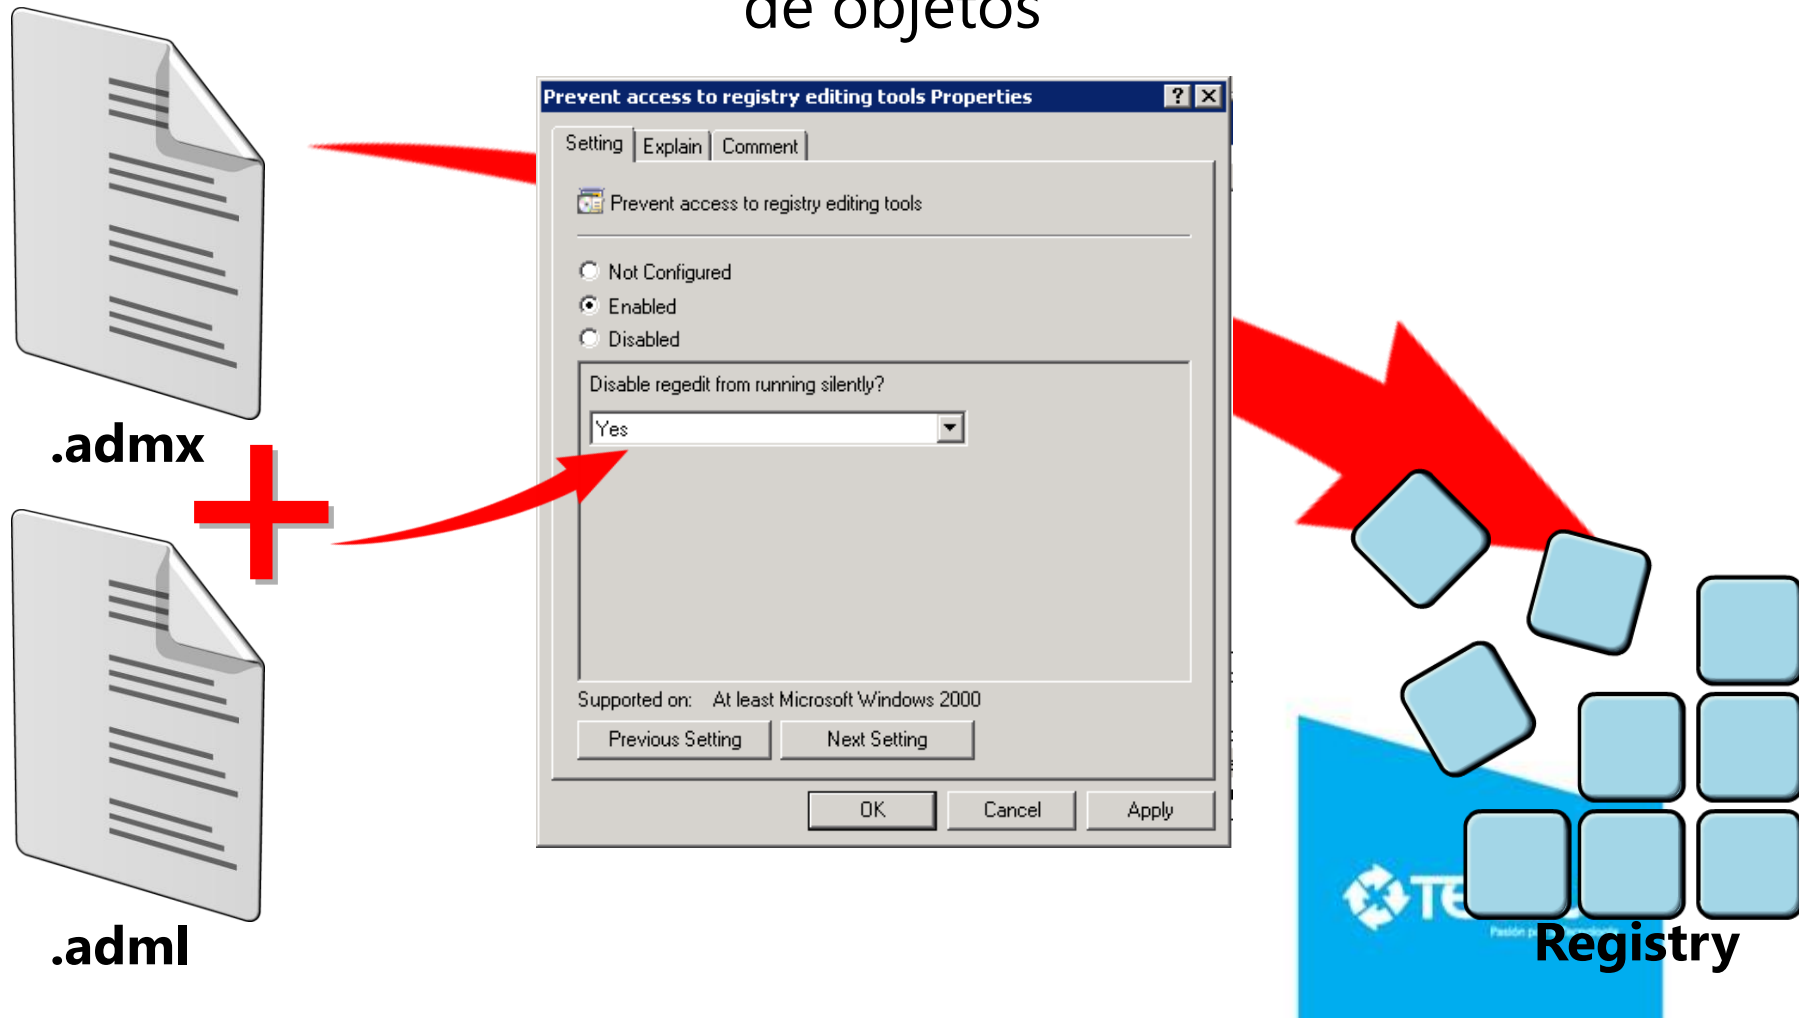 de objetos
Prevent access to registry editing tools Properties
Setting Explain Comment
Prevent access to registry editing tools
Not Configured
Enabled
Disabled
Disable regedit from running silently?
Yes
.admx
Supported on: At least Microsoft Windows 2000
Previous Setting Next Setting
OK Cancel Apply
.adml
Registry